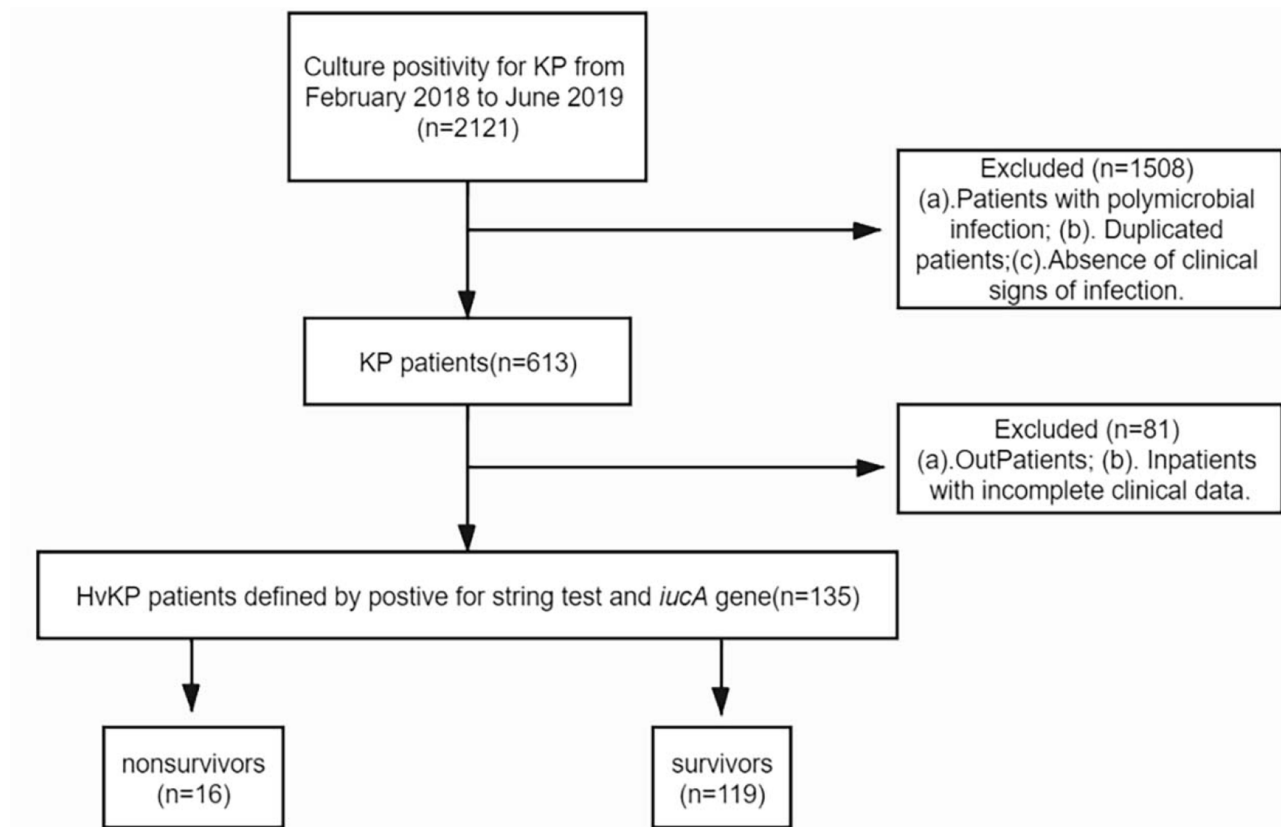 Culture positivity for KP from
February 2018 to June 2019
(n=2121)
Excluded (n=1508)
(a).Patients with polymicrobial
infection; (b). Duplicated
patients;(c).Absence of clinical
signs of infection.
KP patients(n=613)
Excluded (n=81)
(a).OutPatients; (b). Inpatients
with incomplete clinical data.
HvKP patients defined by postive for string test and iucA gene(n=135)
nonsurvivors
(n=16)
survivors
(n=119)